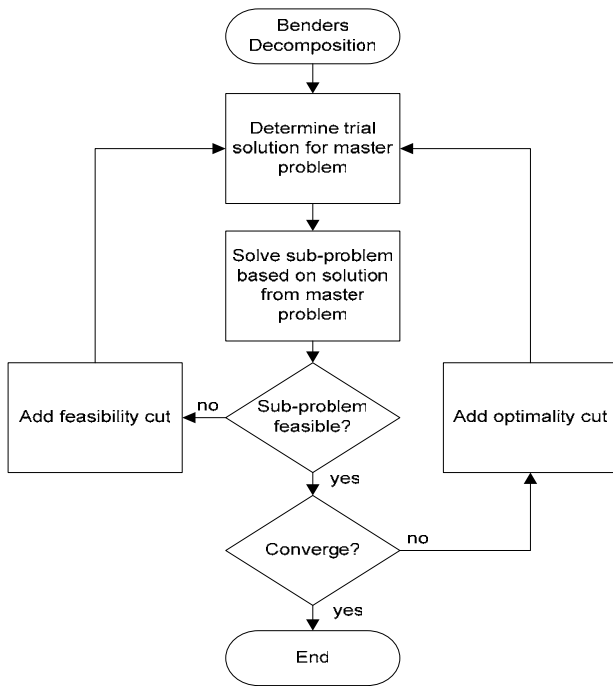 Benders
Decomposition
Determine trial
solution for master
problem
Solve sub-problem
based on solution
from master
problem
Add feasibility cut
no
Sub-problem
feasible?
Add optimality cut
yes
Converge?
no
yes
End